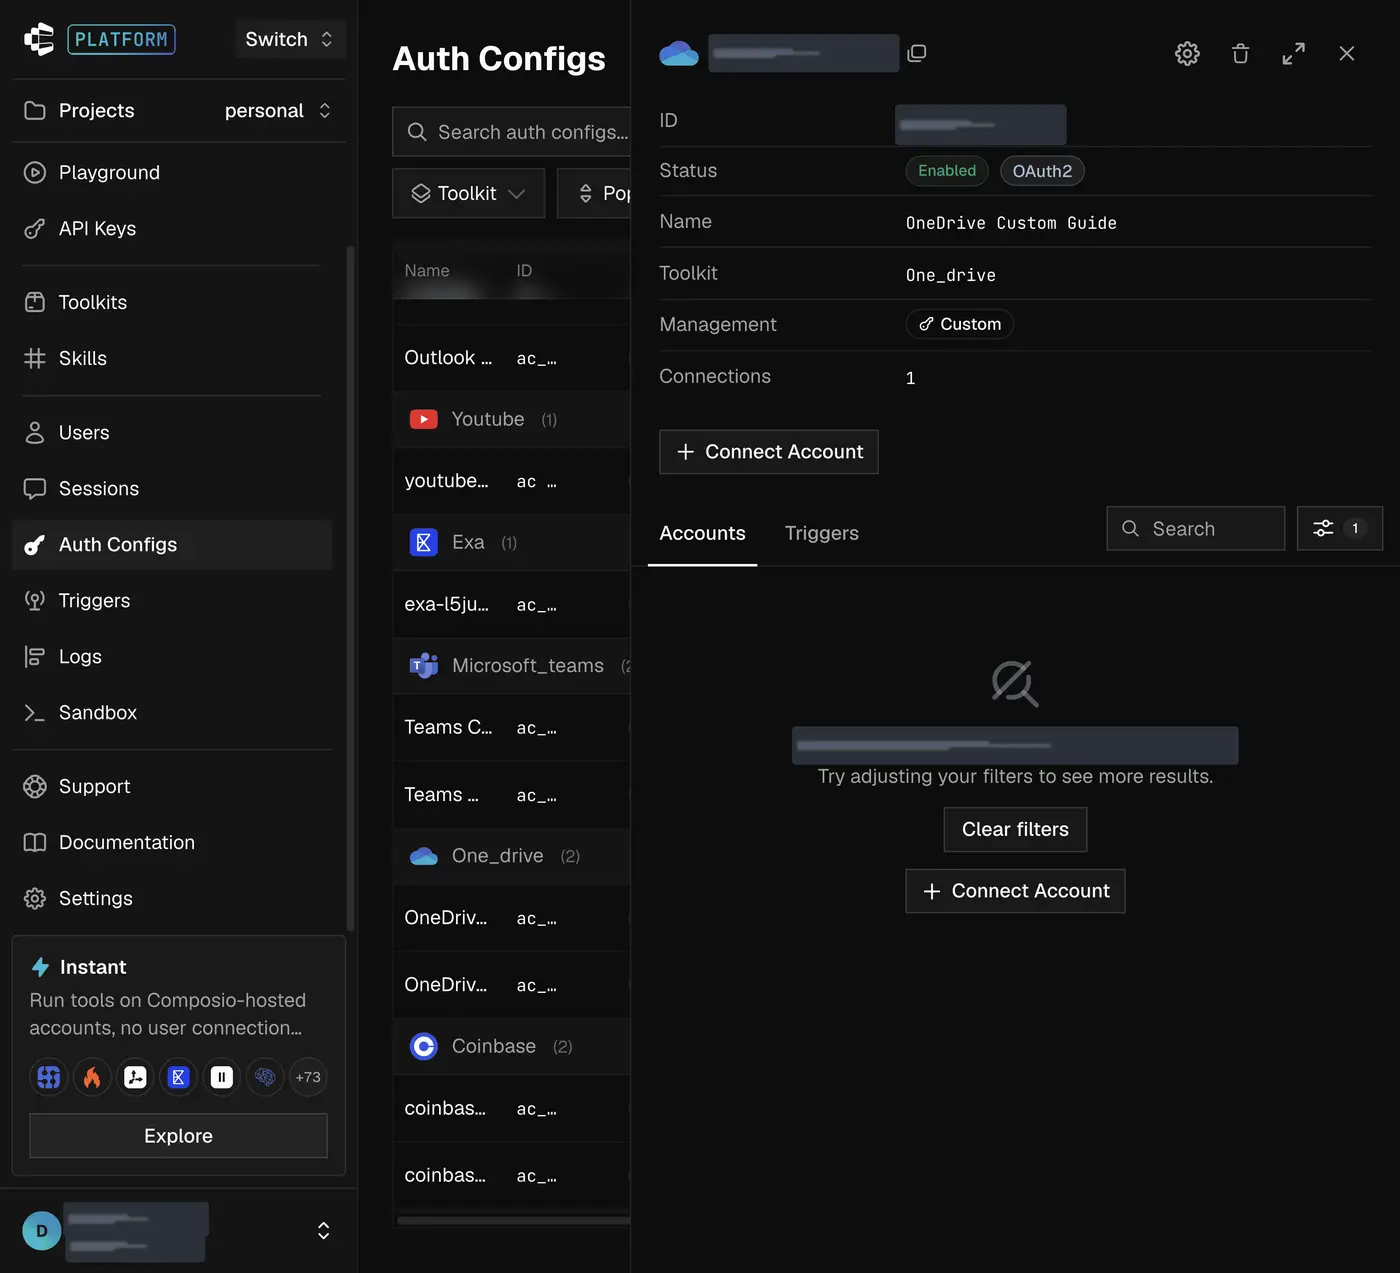 PLATFORM
Switch
Projects
personal
Playground
API Keys
Toolkits
Skills
Users
Sessions
Auth Configs
Triggers
Logs
Sandbox
Support
Documentation
Settings
Instant
Run tools on Composio-hosted
accounts, no user connection...
+73
Explore
D
Auth Configs
Search auth configs...
Toolkit
Pop
Name ID
Outlook ... ac_...
Youtube (1)
youtube... ac ...
Exa (1)
exa-l5ju... ac_...
Microsoft_teams (2
Teams C... ac_...
Teams ... ac_...
One_drive (2)
OneDriv... ac_...
OneDriv... ac_...
Coinbase (2)
coinbas... ac_...
coinbas... ac_...
ID
Status Enabled OAuth2
Name OneDrive Custom Guide
Toolkit One_drive
Management Custom
Connections 1
+ Connect Account
Accounts
Triggers
Search
1
Try adjusting your filters to see more results.
Clear filters
+ Connect Account